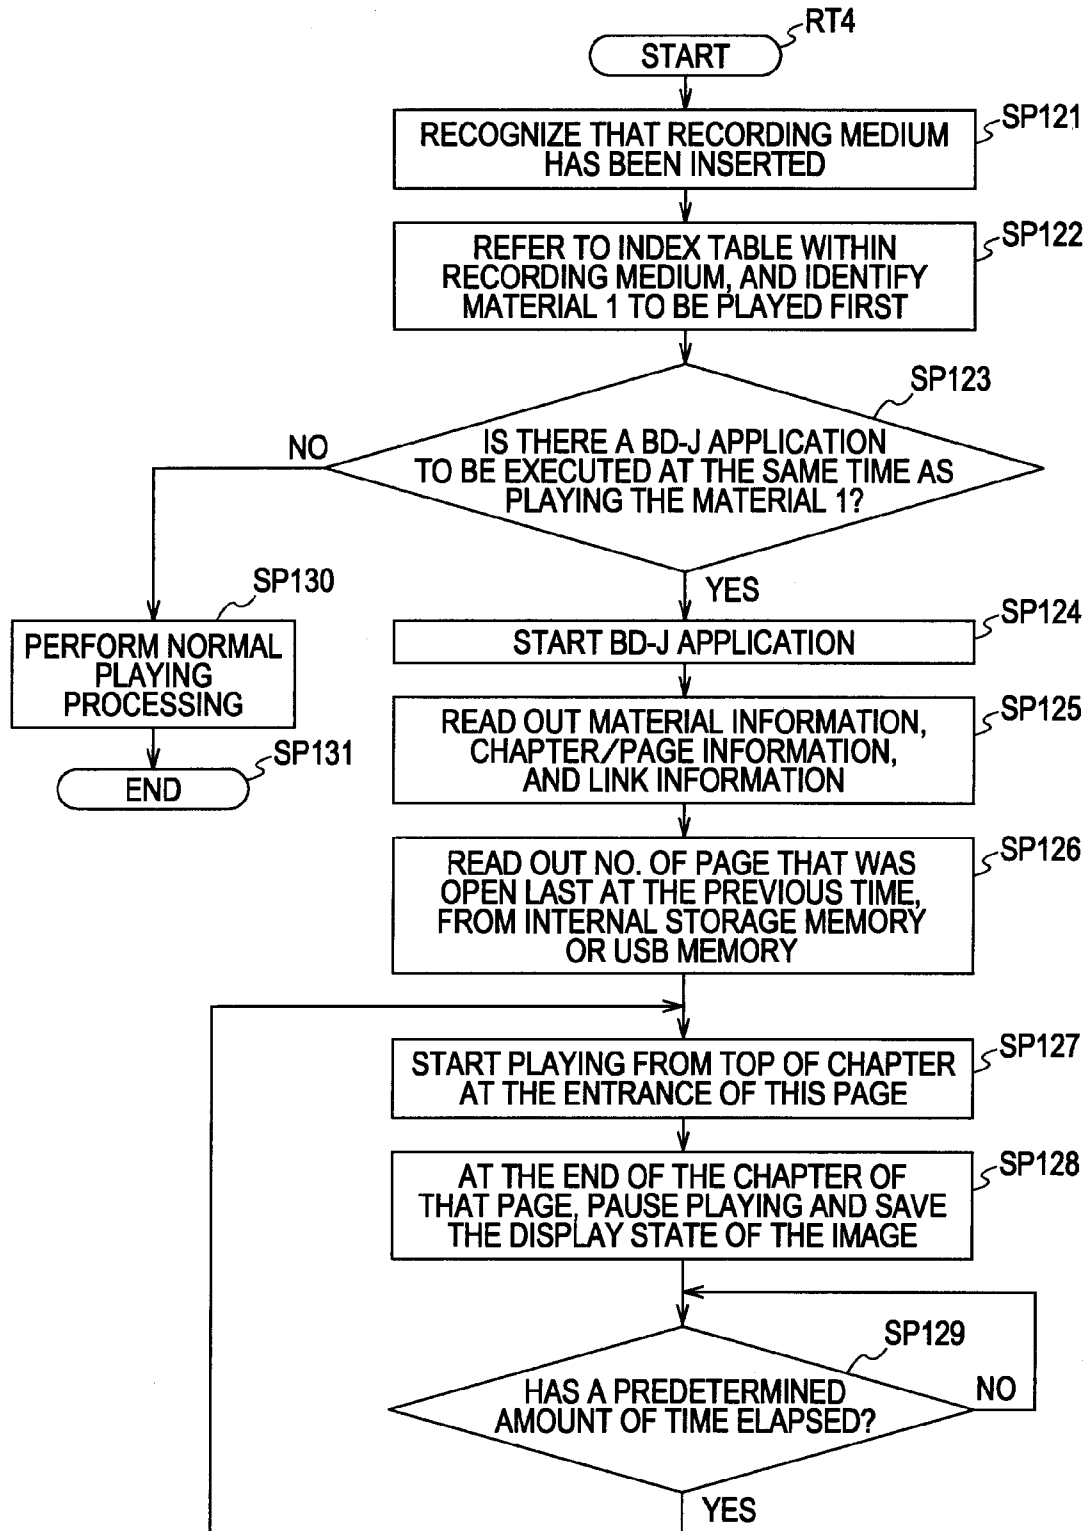 RT4
START
SP121
RECOGNIZE THAT RECORDING MEDIUM
HAS BEEN INSERTED
SP122
REFER TO INDEX TABLE WITHIN
RECORDING MEDIUM, AND IDENTIFY
MATERIAL 1 TO BE PLAYED FIRST
SP123
IS THERE A BD-J APPLICATION
TO BE EXECUTED AT THE SAME TIME AS
PLAYING THE MATERIAL 1?
NO
YES
SP130
PERFORM NORMAL
PLAYING
PROCESSING
SP131
END
SP124
START BD-J APPLICATION
SP125
READ OUT MATERIAL INFORMATION,
CHAPTER/PAGE INFORMATION,
AND LINK INFORMATION
SP126
READ OUT NO. OF PAGE THAT WAS
OPEN LAST AT THE PREVIOUS TIME,
FROM INTERNAL STORAGE MEMORY
OR USB MEMORY
SP127
START PLAYING FROM TOP OF CHAPTER
AT THE ENTRANCE OF THIS PAGE
SP128
AT THE END OF THE CHAPTER OF
THAT PAGE, PAUSE PLAYING AND SAVE
THE DISPLAY STATE OF THE IMAGE
SP129
HAS A PREDETERMINED
AMOUNT OF TIME ELAPSED?
NO
YES